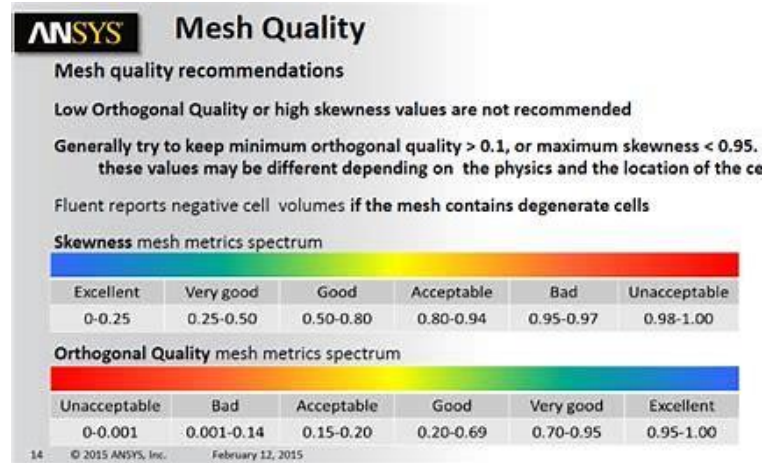 ANSYS Mesh Quality
Mesh quality recommendations
Low Orthogonal Quality or high skewness values are not recommended
Generally try to keep minimum orthogonal quality > 0.1, or maximum skewness < 0.95.
these values may be different depending on the physics and the location of the ce
Fluent reports negative cell volumes if the mesh contains degenerate cells
Skewness mesh metrics spectrum
Excellent Very good Good Acceptable Bad Unacceptable
0-0.25 0.25-0.50 0.50-0.80 0.80-0.94 0.95-0.97 0.98-1.00
Orthogonal Quality mesh metrics spectrum
Unacceptable Bad Acceptable Good Very good Excellent
0-0.001 0.001-0.14 0.15-0.20 0.20-0.69 0.70-0.95 0.95-1.00
14 © 2015 ANSYS, Inc. February 12, 2015